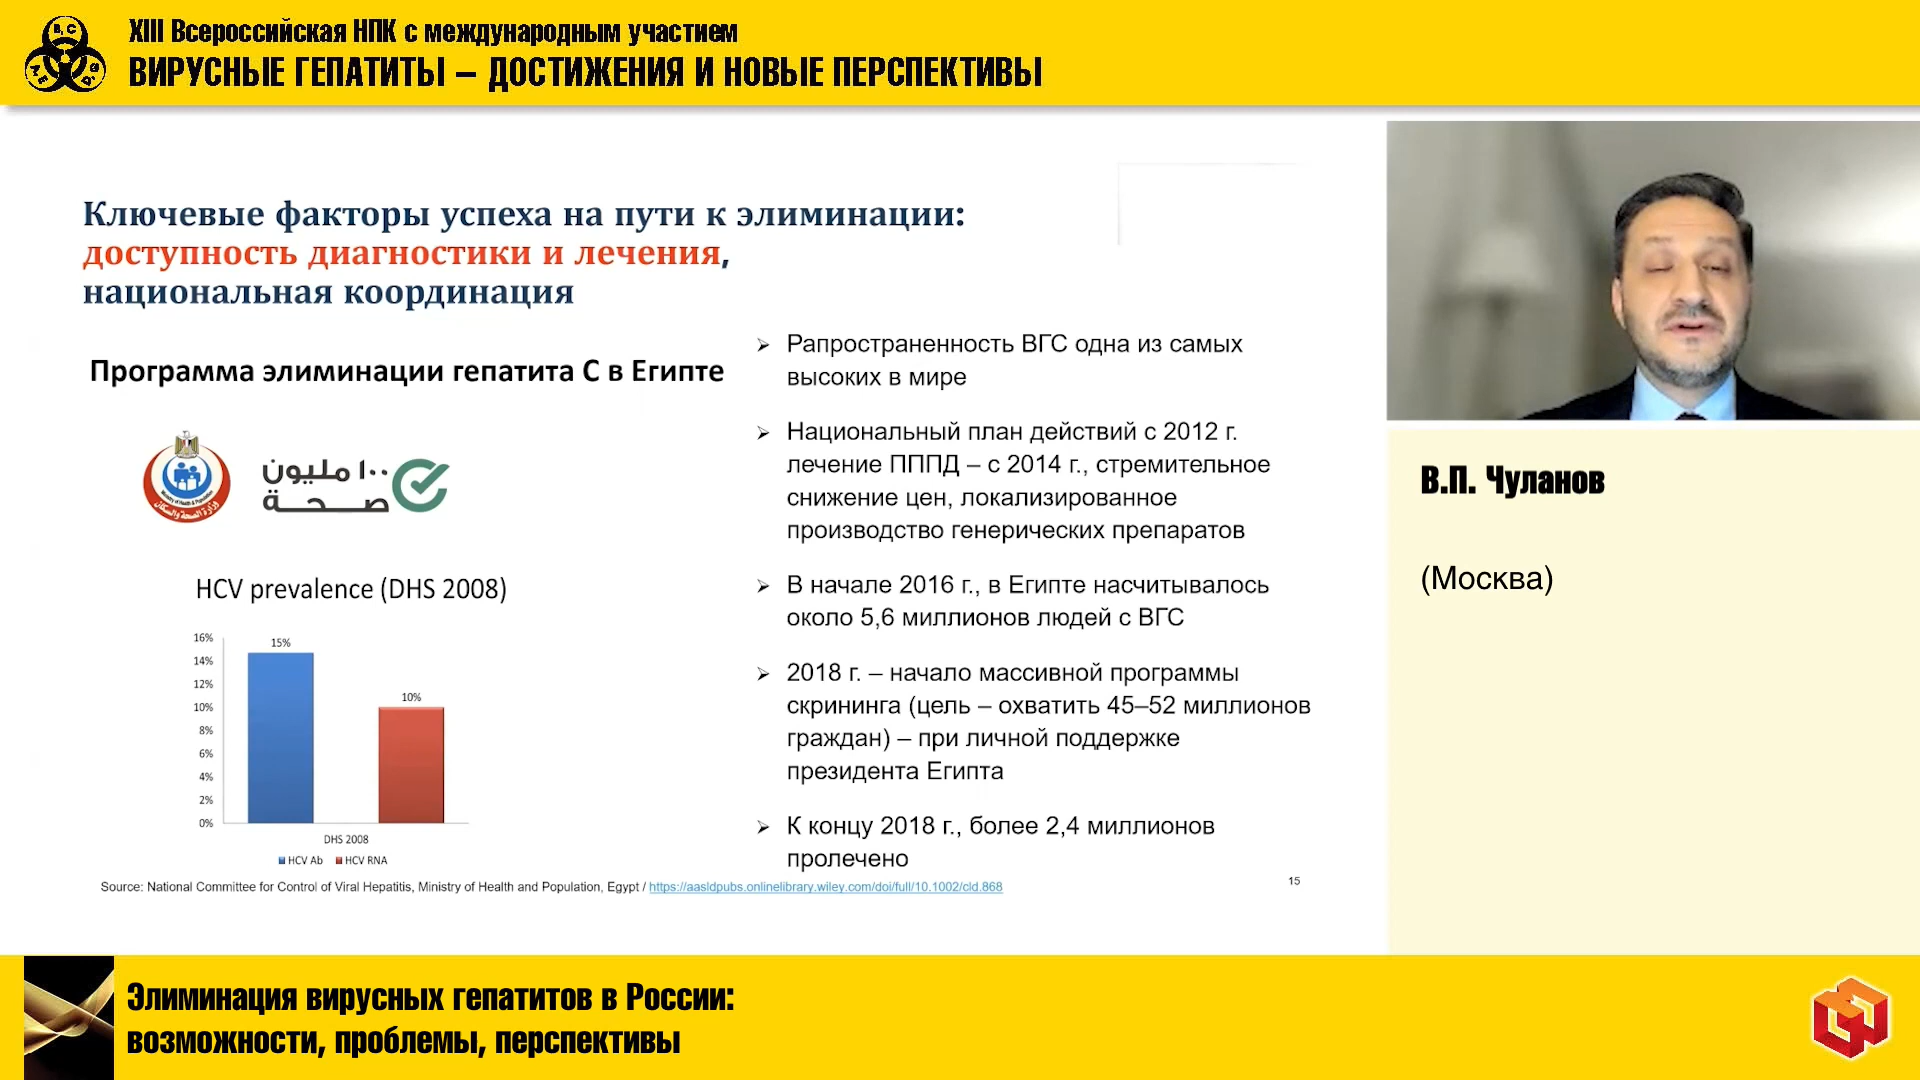 XIII Всероссийская НПК с международным участием
ВИРУСНЫЕ ГЕПАТИТЫ – ДОСТИЖЕНИЯ И НОВЫЕ ПЕРСПЕКТИВЫ
Ключевые факторы успеха на пути к элиминации:
доступность диагностики и лечения,
национальная координация
Программа элиминации гепатита С в Египте
١٠٠ مليون
صحة
HCV prevalence (DHS 2008)
16%
14%
12%
10%
8%
6%
4%
2%
0%
15%
10%
DHS 2008
HCV Ab HCV RNA
Рапространенность ВГС одна из самых
высоких в мире
Национальный план действий с 2012 г.
лечение ПППД – с 2014 г., стремительное
снижение цен, локализированное
производство генерических препаратов
В начале 2016 г., в Египте насчитывалось
около 5,6 миллионов людей с ВГС
2018 г. – начало массивной программы
скрининга (цель – охватить 45–52 миллионов
граждан) – при личной поддержке
президента Египта
К концу 2018 г., более 2,4 миллионов
пролечено
Source: National Committee for Control of Viral Hepatitis, Ministry of Health and Population, Egypt / https://aasldpubs.onlinelibrary.wiley.com/doi/full/10.1002/cld.868
15
В.П. Чуланов
(Москва)
Элиминация вирусных гепатитов в России:
возможности, проблемы, перспективы